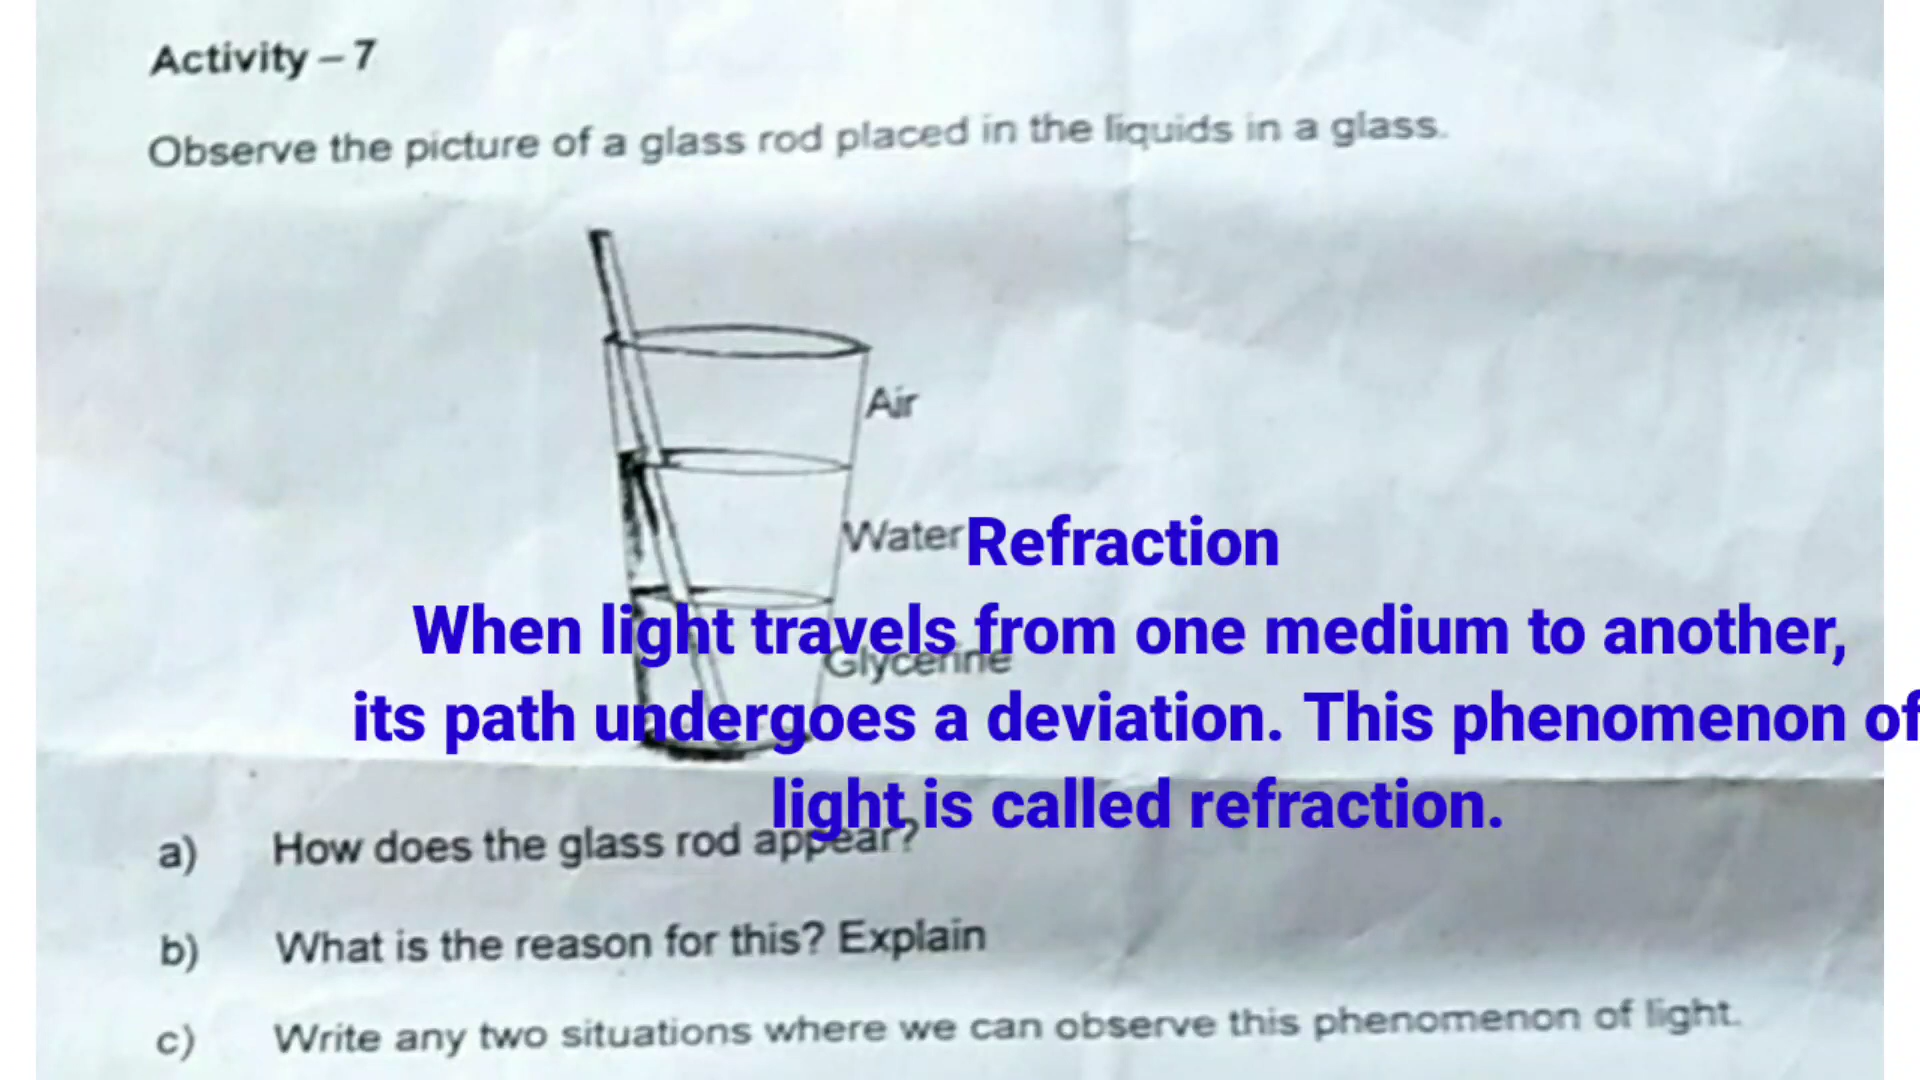 Activity – 7
Observe the picture of a glass rod placed in the liquids in a glass.
Air
Water
Refraction
When light travels from one medium to another,
Glycerine
its path undergoes a deviation. This phenomenon of
light is called refraction.
a) How does the glass rod appear?
b) What is the reason for this? Explain
c) Write any two situations where we can observe this phenomenon of light.